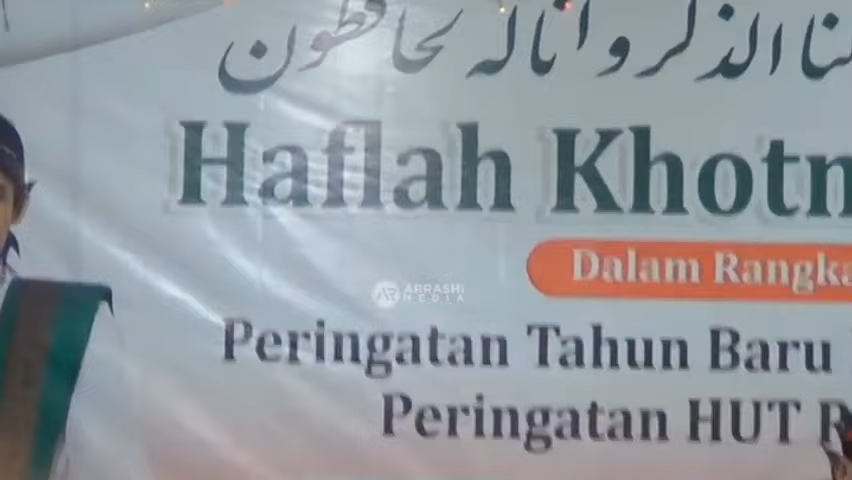 الذكر وانا له لحافظون
Haflah
Dalam
Peringatan Tahun Baru
Peringatan HUT
ARRASHI
MEDIA